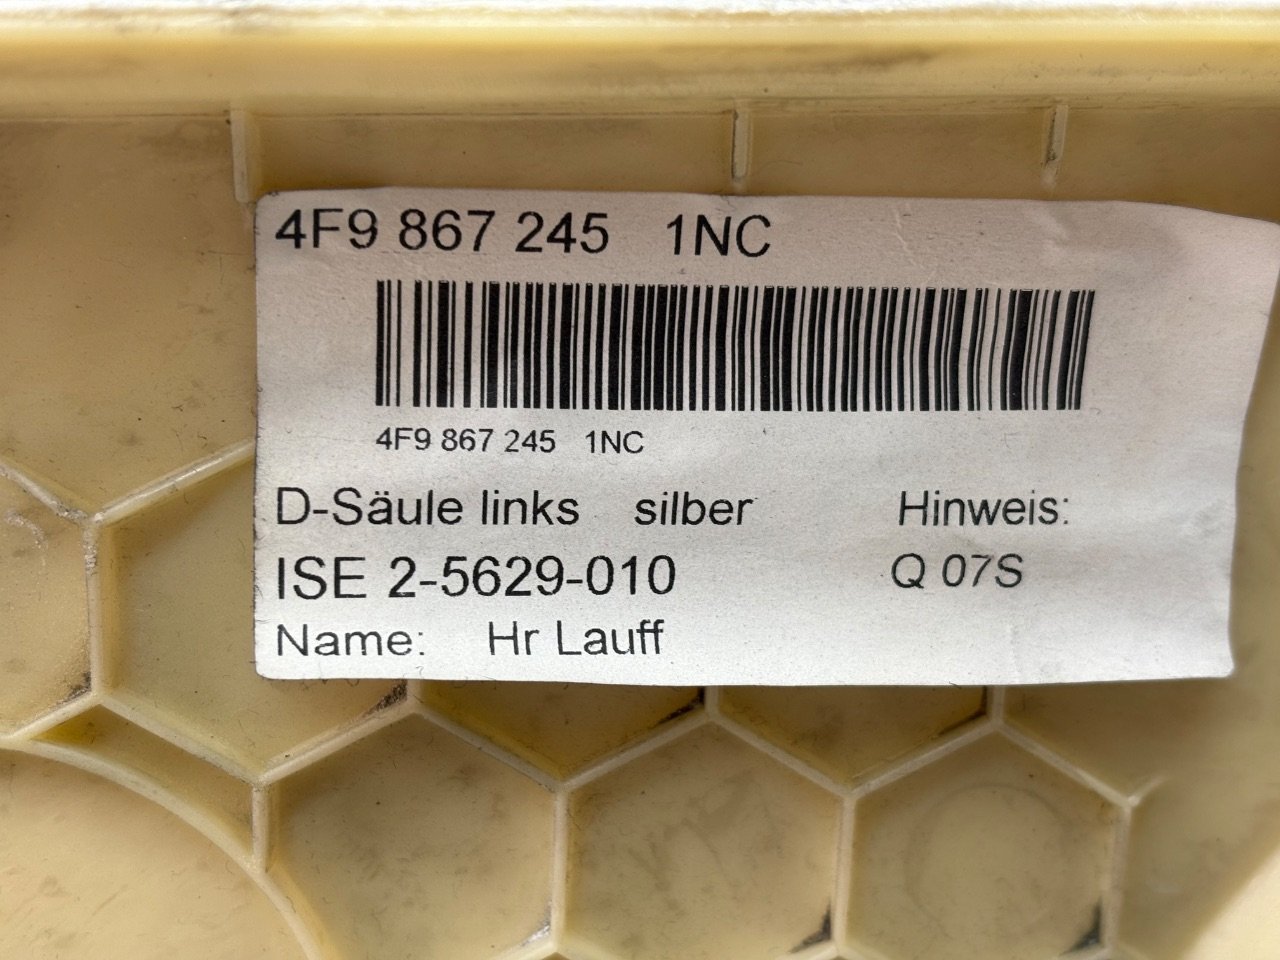 4F9 867 245 1NC
4F9 867 245 1NC
D-Säule links silber Hinweis:
ISE 2-5629-010 Q 07S
Name: Hr Lauff